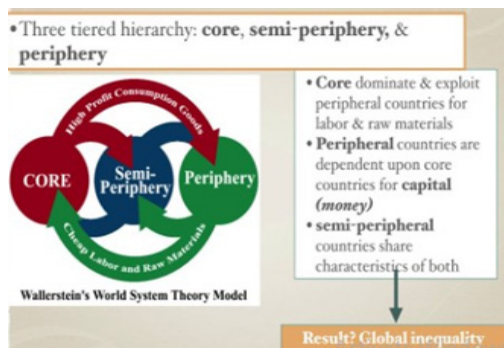 • Three tiered hierarchy: core, semi-periphery, &
periphery
High Profit Consumption Goods
CORE
Semi-
Periphery
Periphery
Cheap Labor and Raw Materials
Wallerstein's World System Theory Model
• Core dominate & exploit
peripheral countries for
labor & raw materials
• Peripheral countries are
dependent upon core
countries for capital
(money)
• semi-peripheral
countries share
characteristics of both
Result? Global inequality